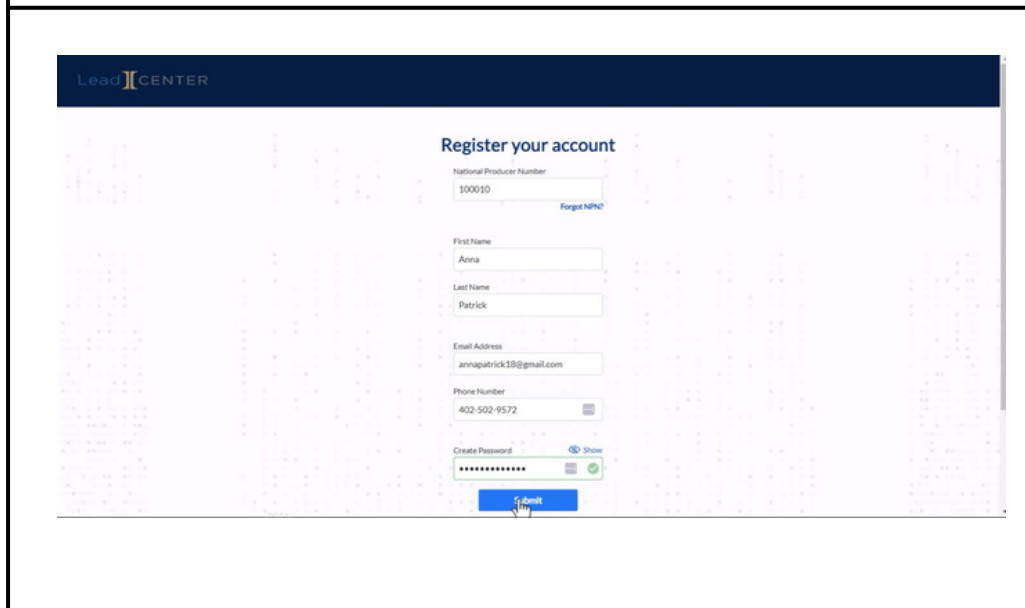 Lead CENTER
Register your account
National Producer Number
100010
Forgot NPN?
First Name
Anna
Last Name
Patrick
Email Address
annapatrick18@gmail.com
Phone Number
402-502-9572
Create Password
Show
•••••••••••••
Submit